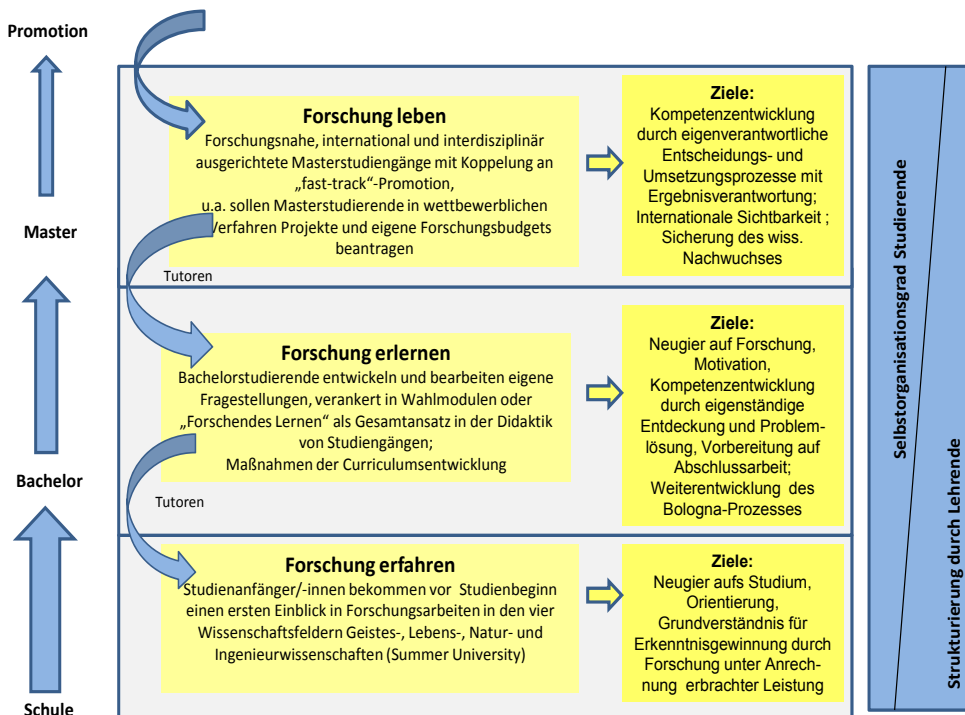 Promotion
Master
Bachelor
Schule
Forschung leben
Forschungsnahe, international und interdisziplinär
ausgerichtete Masterstudiengänge mit Koppelung an
„fast-track“-Promotion,
u.a. sollen Masterstudierende in wettbewerblichen
Verfahren Projekte und eigene Forschungsbudgets
beantragen
Tutoren
Ziele:
Kompetenzentwicklung
durch eigenverantwortliche
Entscheidungs- und
Umsetzungsprozesse mit
Ergebnisverantwortung;
Internationale Sichtbarkeit ;
Sicherung des wiss.
Nachwuchses
Forschung erlernen
Bachelorstudierende entwickeln und bearbeiten eigene
Fragestellungen, verankert in Wahlmodulen oder
„Forschendes Lernen“ als Gesamtansatz in der Didaktik
von Studiengängen;
Maßnahmen der Curriculumsentwicklung
Tutoren
Ziele:
Neugier auf Forschung,
Motivation,
Kompetenzentwicklung
durch eigenständige
Entdeckung und Problem-
lösung, Vorbereitung auf
Abschlussarbeit;
Weiterentwicklung des
Bologna-Prozesses
Forschung erfahren
Studienanfänger/-innen bekommen vor Studienbeginn
einen ersten Einblick in Forschungsarbeiten in den vier
Wissenschaftsfeldern Geistes-, Lebens-, Natur- und
Ingenieurwissenschaften (Summer University)
Ziele:
Neugier aufs Studium,
Orientierung,
Grundverständnis für
Erkenntnisgewinnung durch
Forschung unter Anrech-
nung erbrachter Leistung
Selbstorganisationsgrad Studierende
Strukturierung durch Lehrende